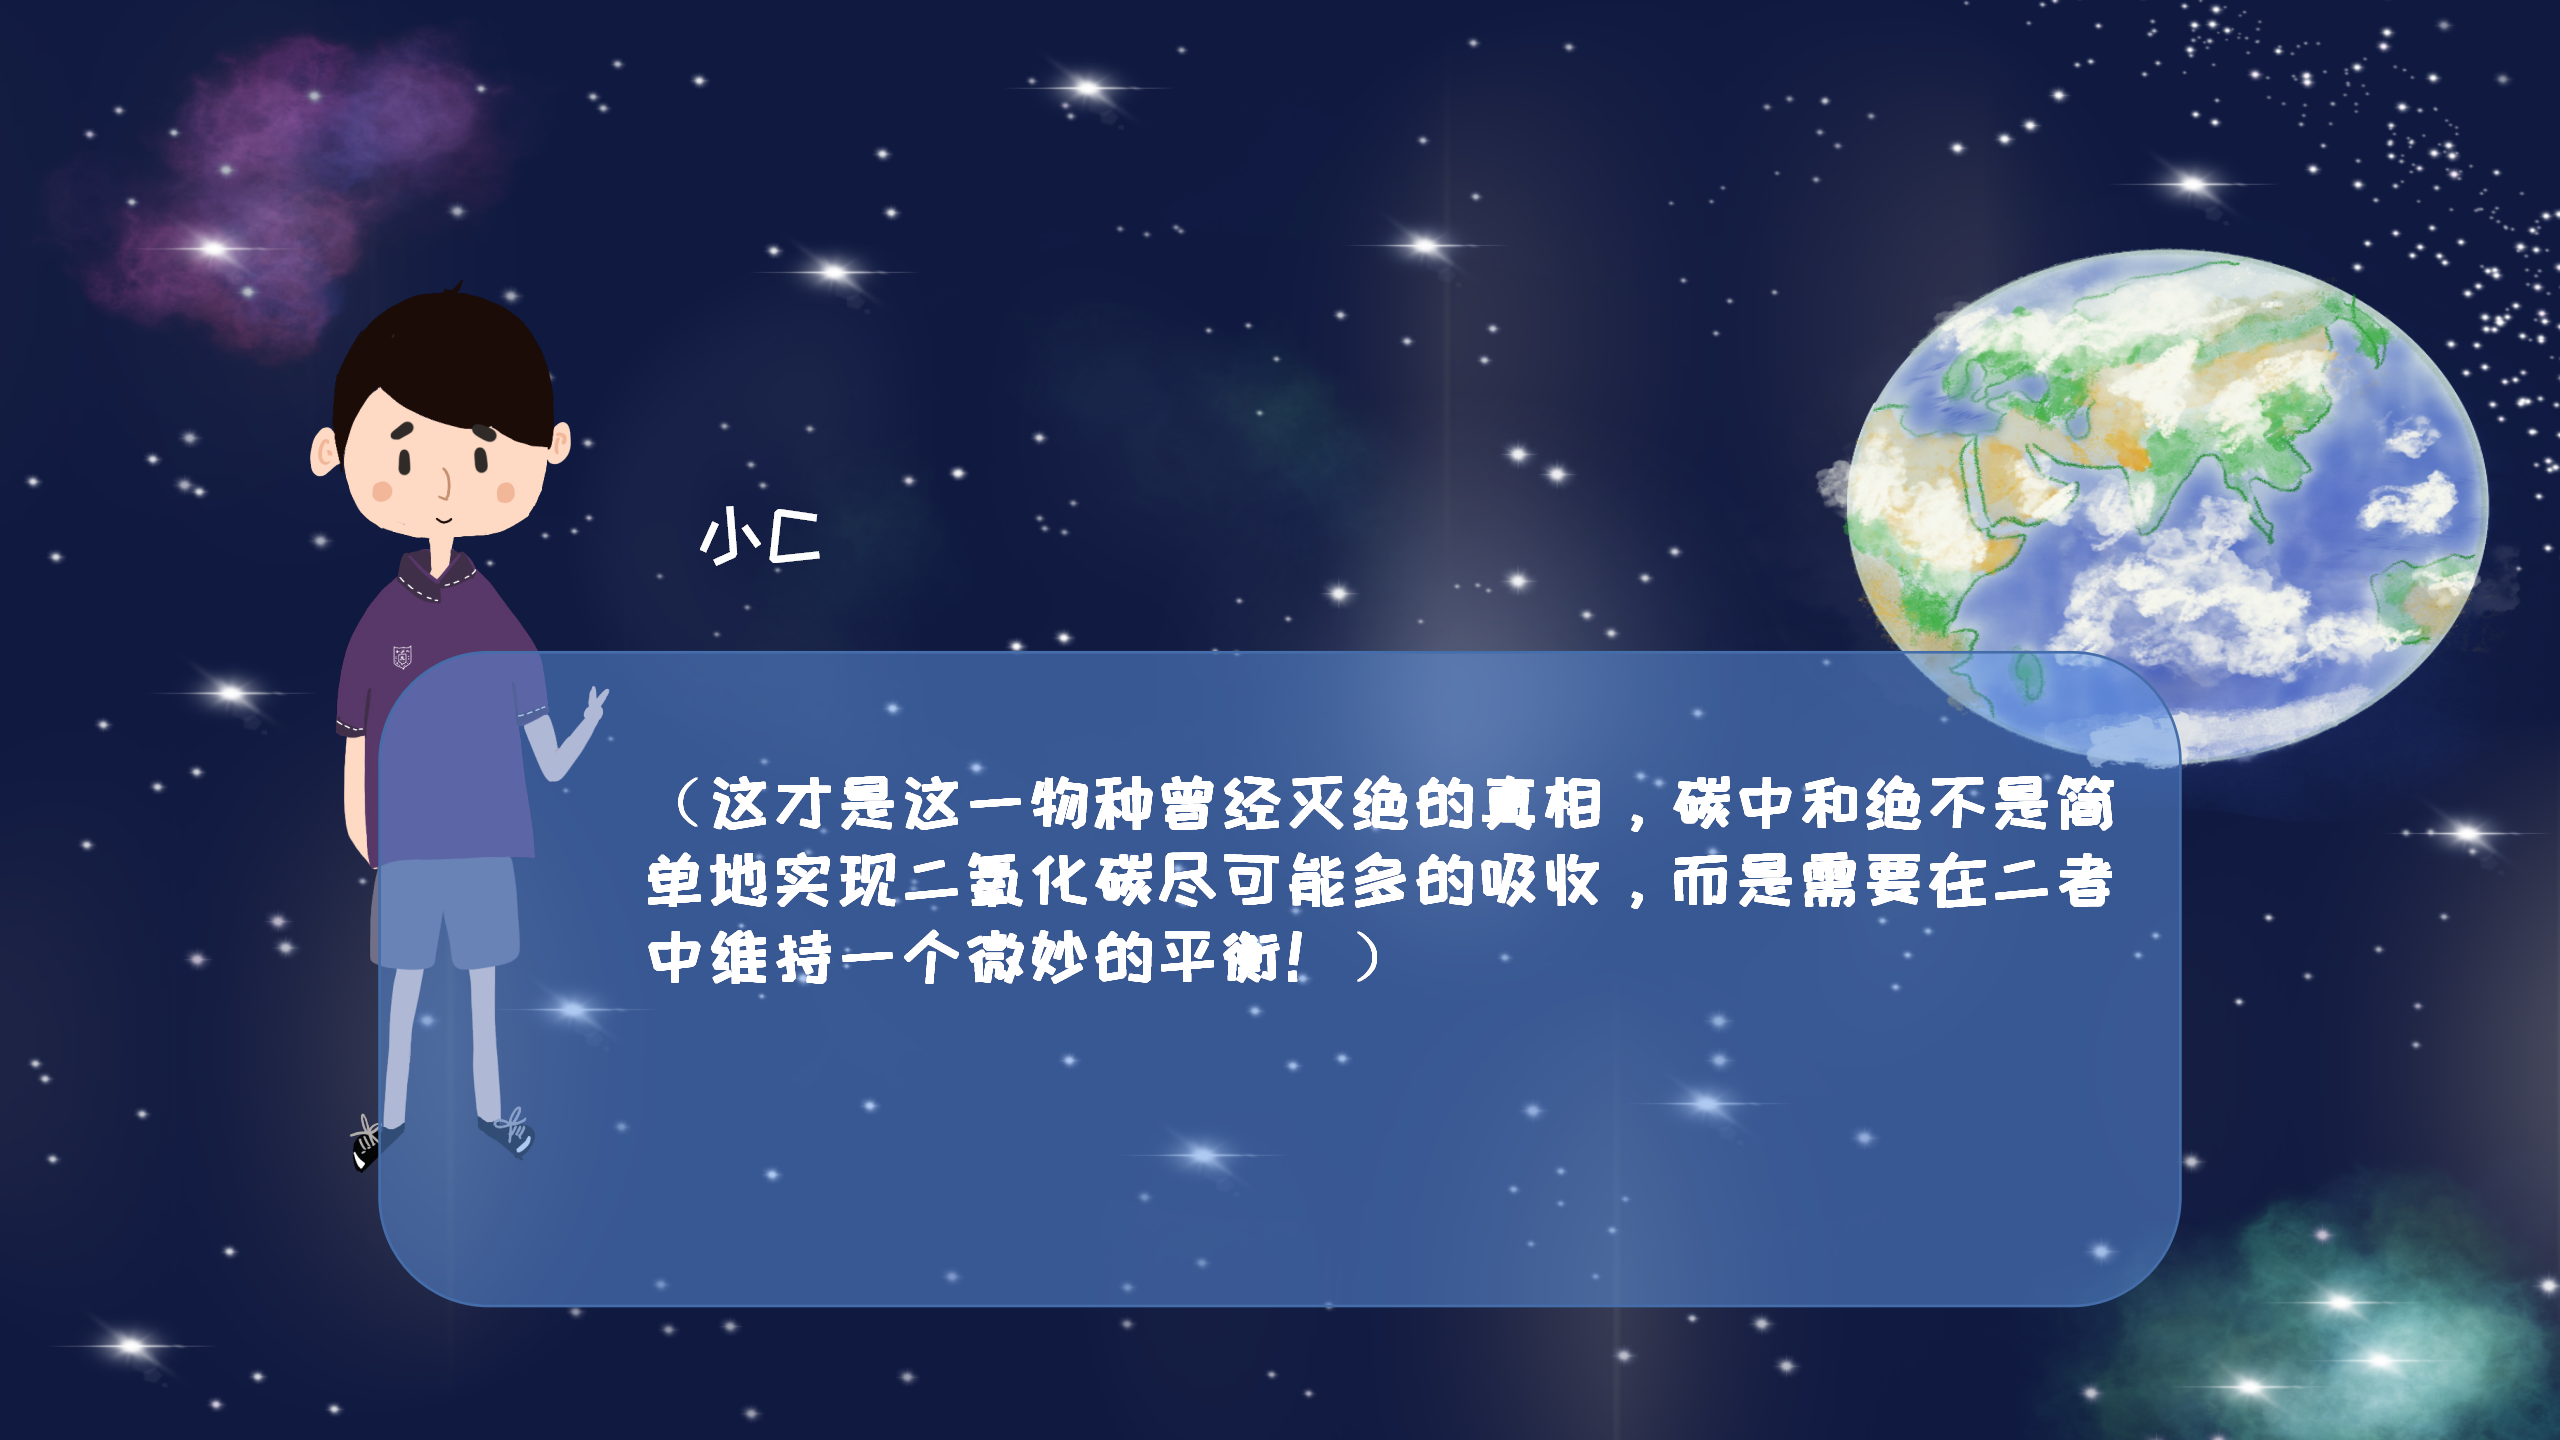 小匚
（这才是这一物种曾经灭绝的真相，碳中和绝不是简
单地实现二氧化碳尽可能多的吸收，而是需要在二者
中维持一个微妙的平衡！）